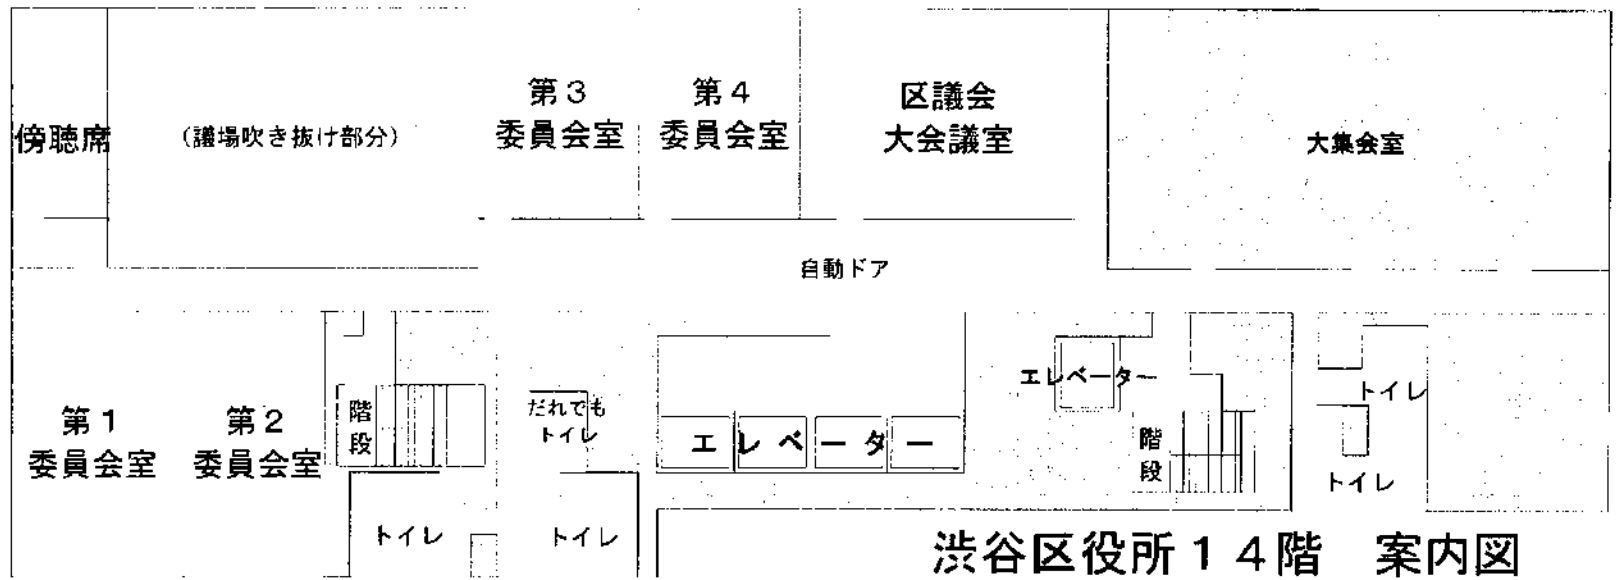 第３
委員会室
第４
委員会室
区議会
大会議室
傍聴席
（議場吹き抜け部分）
大集会室
自動ドア
第１
委員会室
第２
委員会室
階
段
だれでも
トイレ
エレベーター
エレベーター
階
段
トイレ
トイレ
トイレ
トイレ
渋谷区役所１４階　案内図